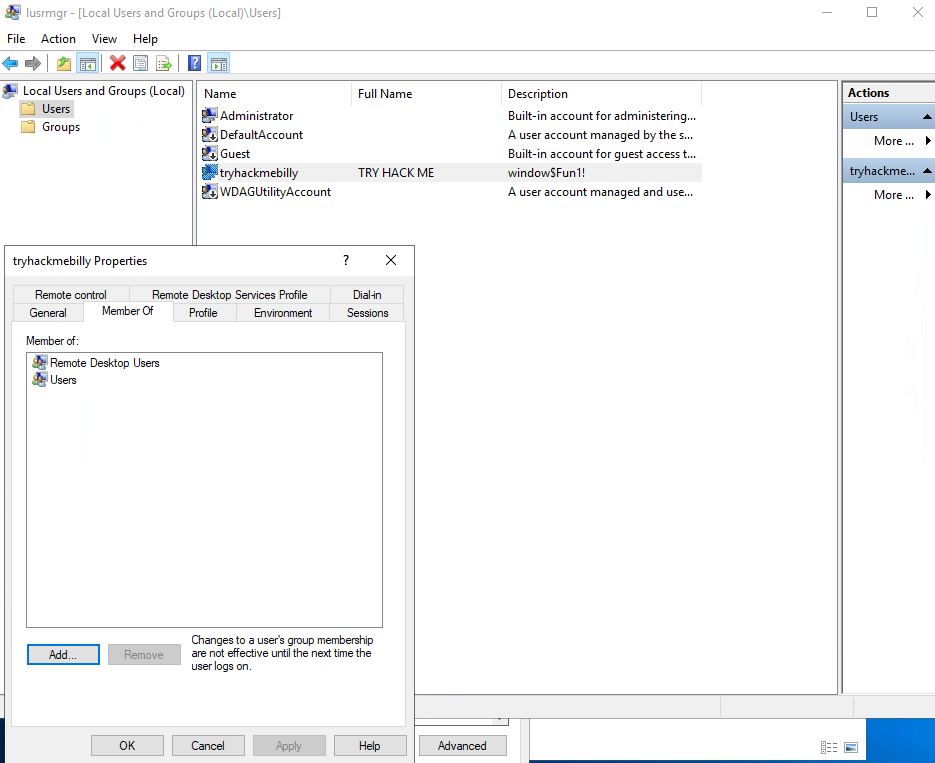 lusrmgr - [Local Users and Groups (Local)\Users]
File Action View Help
Local Users and Groups (Local)
Users
Groups
Name Full Name Description
Administrator Built-in account for administering...
DefaultAccount A user account managed by the s...
Guest Built-in account for guest access t...
tryhackmebilly TRY HACK ME window$Fun1!
WDAGUtilityAccount A user account managed and use...
Actions
Users
More ...
tryhackme...
More ...
tryhackmebilly Properties
Remote control Remote Desktop Services Profile Dial-in
General Member Of Profile Environment Sessions
Member of:
Remote Desktop Users
Users
Add... Remove
Changes to a user's group membership
are not effective until the next time the
user logs on.
OK Cancel Apply Help Advanced